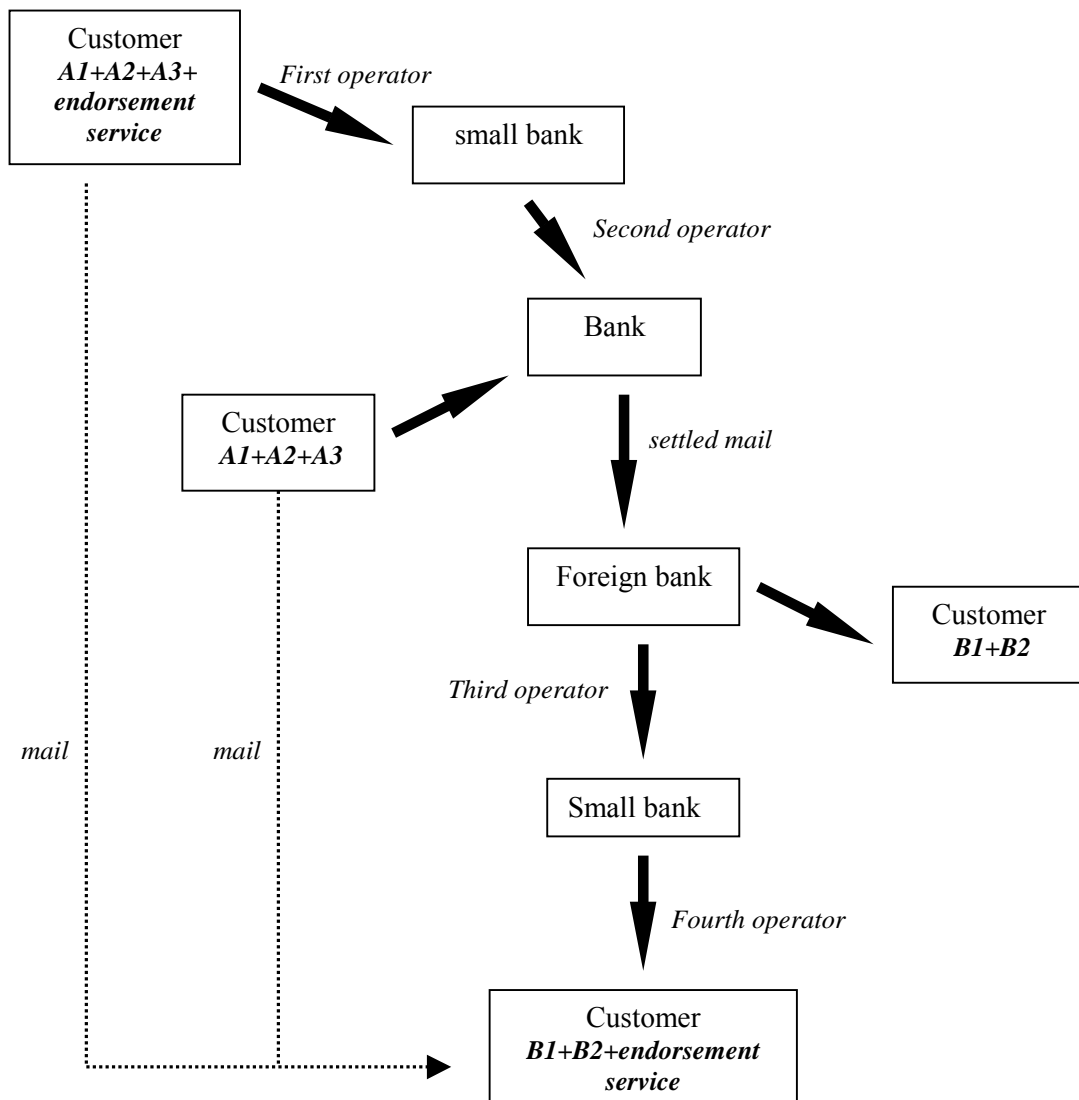 Customer
A1+A2+A3+
endorsement
service
First operator
small bank
Second operator
Bank
Customer
A1+A2+A3
settled mail
Foreign bank
Customer
B1+B2
Third operator
mail
mail
Small bank
Fourth operator
Customer
B1+B2+endorsement
service